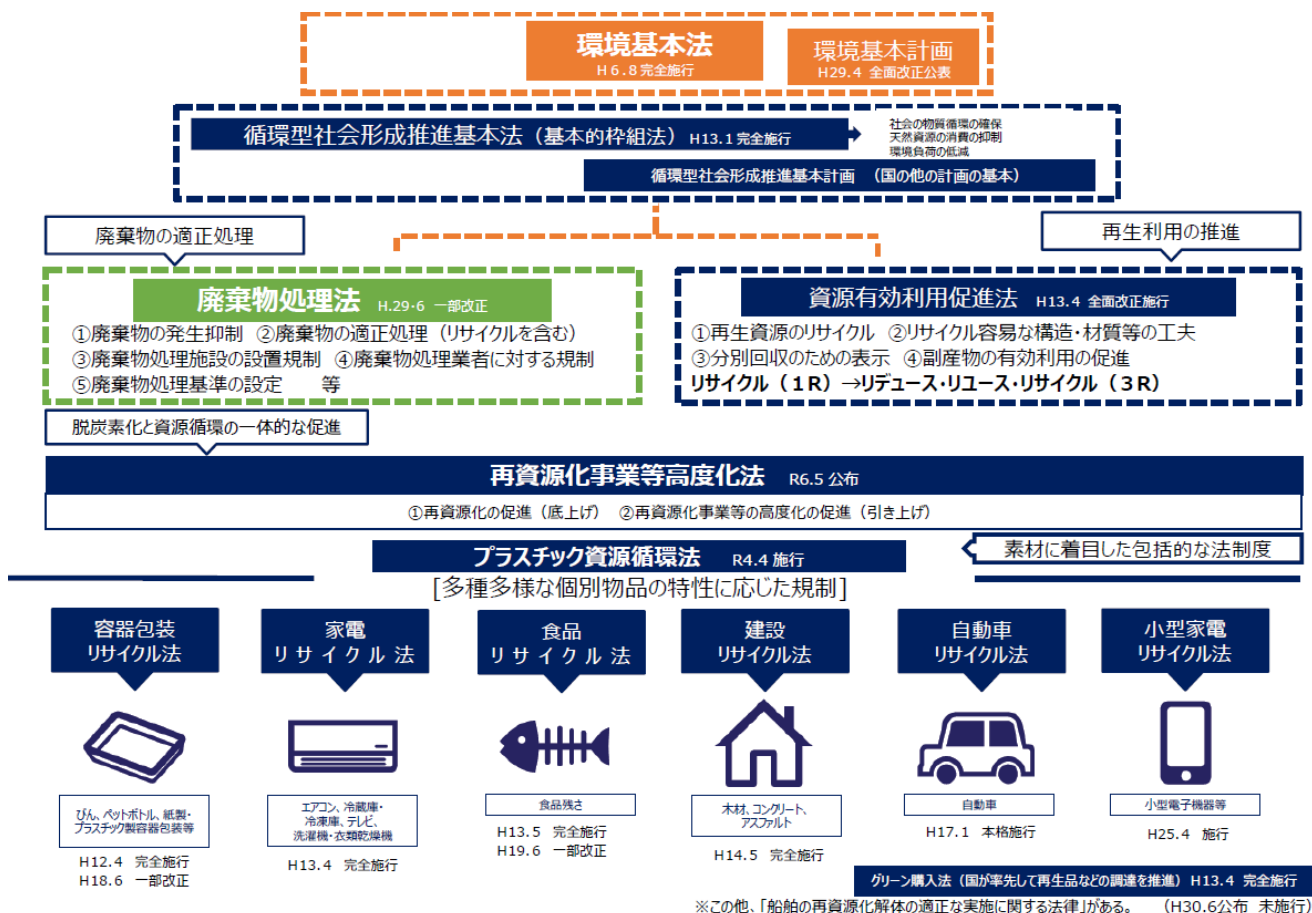 環境基本法
H6.8 完全施行
環境基本計画
H29.4 全面改正公表
循環型社会形成推進基本法（基本的枠組法） H13.1 完全施行
社会の物質循環の確保
天然資源の消費の抑制
環境負荷の低減
循環型社会形成推進基本計画 （国の他の計画の基本）
廃棄物の適正処理
再生利用の推進
廃棄物処理法 H.29・6 一部改正
①廃棄物の発生抑制 ②廃棄物の適正処理（リサイクルを含む）
③廃棄物処理施設の設置規制 ④廃棄物処理業者に対する規制
⑤廃棄物処理基準の設定 等
資源有効利用促進法 H13.4 全面改正施行
①再生資源のリサイクル ②リサイクル容易な構造・材質等の工夫
③分別回収のための表示 ④副産物の有効利用の促進
リサイクル（１R）→リデュース・リユース・リサイクル（３R）
脱炭素化と資源循環の一体的な促進
再資源化事業等高度化法 R6.5 公布
①再資源化の促進（底上げ） ②再資源化事業等の高度化の促進（引き上げ）
プラスチック資源循環法 R4.4 施行
素材に着目した包括的な法制度
[多種多様な個別物品の特性に応じた規制]
容器包装
リサイクル法
びん、ペットボトル、紙製・
プラスチック製容器包装等
H12.4 完全施行
H18.6 一部改正
家電
リサイクル法
エアコン、冷蔵庫・
冷凍庫、テレビ、
洗濯機・衣類乾燥機
H13.4 完全施行
食品
リサイクル法
食品残さ
H13.5 完全施行
H19.6 一部改正
建設
リサイクル法
木材、コンクリート、
アスファルト
H14.5 完全施行
自動車
リサイクル法
自動車
H17.1 本格施行
小型家電
リサイクル法
小型電子機器等
H25.4 施行
グリーン購入法（国が率先して再生品などの調達を推進） H13.4 完全施行
※この他、「船舶の再資源化解体の適正な実施に関する法律」がある。 （H30.6公布 未施行）